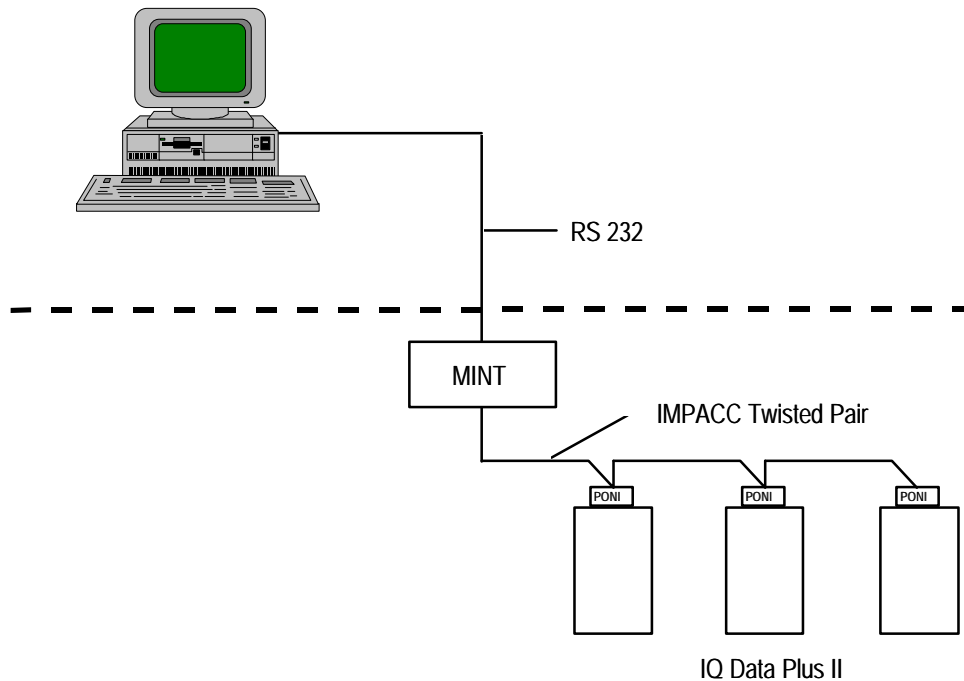 RS 232
MINT
IMPACC Twisted Pair
PONI
PONI
PONI
IQ Data Plus II